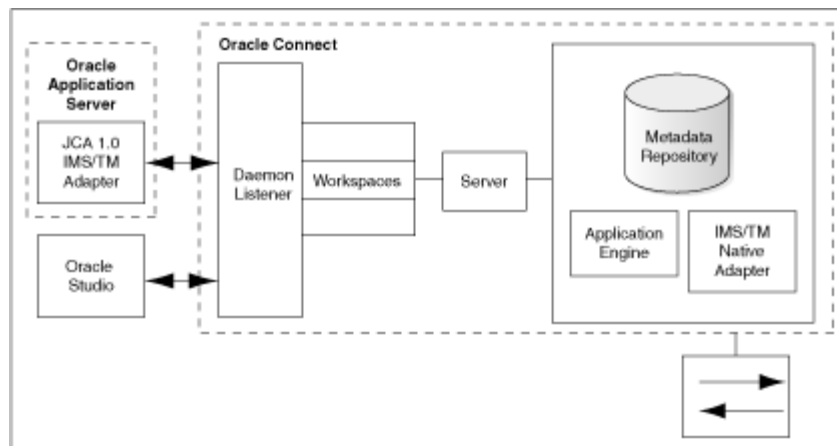 Oracle
Application
Server
JCA 1.0
IMS/TM
Adapter
Oracle
Studio
Oracle Connect
Daemon
Listener
Workspaces
Server
Metadata
Repository
Application
Engine
IMS/TM
Native
Adapter